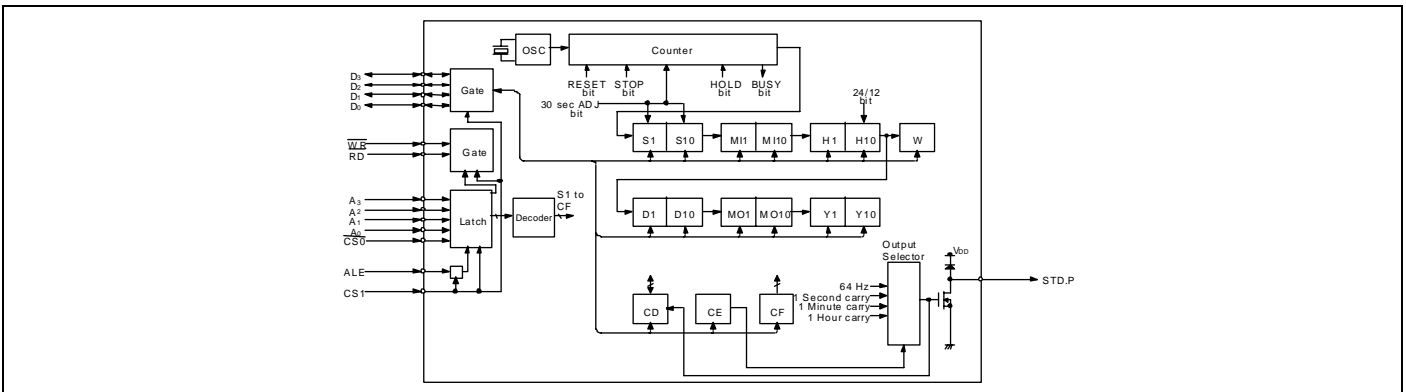 OSC
Counter
RESET
bit
STOP
bit
HOLD
bit
BUSY
bit
30 sec ADJ
bit
24/12
bit
D3
D2
D1
D0
Gate
WR
RD
Gate
S1
S10
MI1
MI10
H1
H10
W
A3
A2
A1
A0
CS0
Latch
Decoder
S1 to
CF
D1
D10
MO1
MO10
Y1
Y10
ALE
CS1
Output
Selector
VDD
64 Hz
1 Second carry
1 Minute carry
1 Hour carry
STD.P
CD
CE
CF